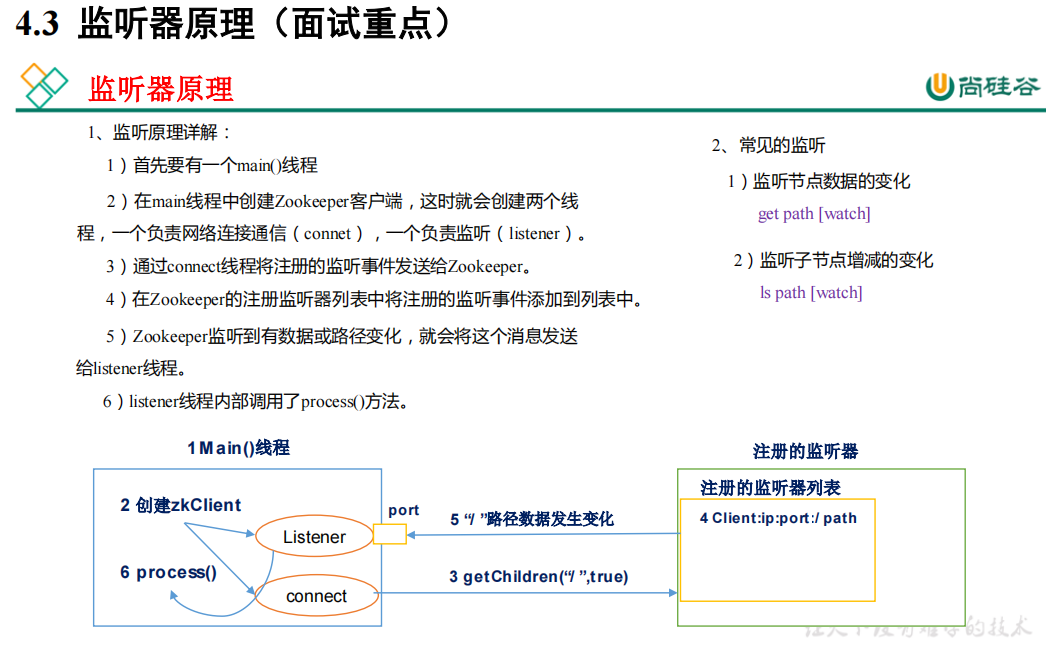 4.3 监听器原理（面试重点）
监听器原理
尚硅谷
1、监听原理详解：
1）首先要有一个main()线程
2）在main线程中创建Zookeeper客户端，这时就会创建两个线
程，一个负责网络连接通信（connet），一个负责监听（listener）。
3）通过connect线程将注册的监听事件发送给Zookeeper。
4）在Zookeeper的注册监听器列表中将注册的监听事件添加到列表中。
5）Zookeeper监听到有数据或路径变化，就会将这个消息发送
给listener线程。
6）listener线程内部调用了process()方法。
2、常见的监听
1）监听节点数据的变化
get path [watch]
2）监听子节点增减的变化
ls path [watch]
1 Main()线程
2 创建zkClient
Listener
port
6 process()
connect
5 “/ ”路径数据发生变化
3 getChildren(“/ ”,true)
注册的监听器
注册的监听器列表
4 Client:ip:port:/ path
让天下没有难学的技术